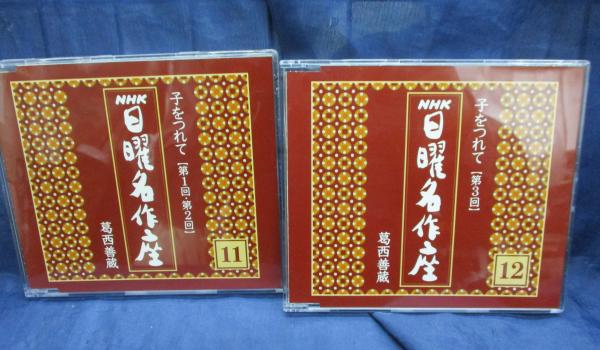 子をつれて【第1回・第2回】
NHK
日曜名作座
葛西善蔵
11
子をつれて【第3回】
NHK
日曜名作座
葛西善蔵
12